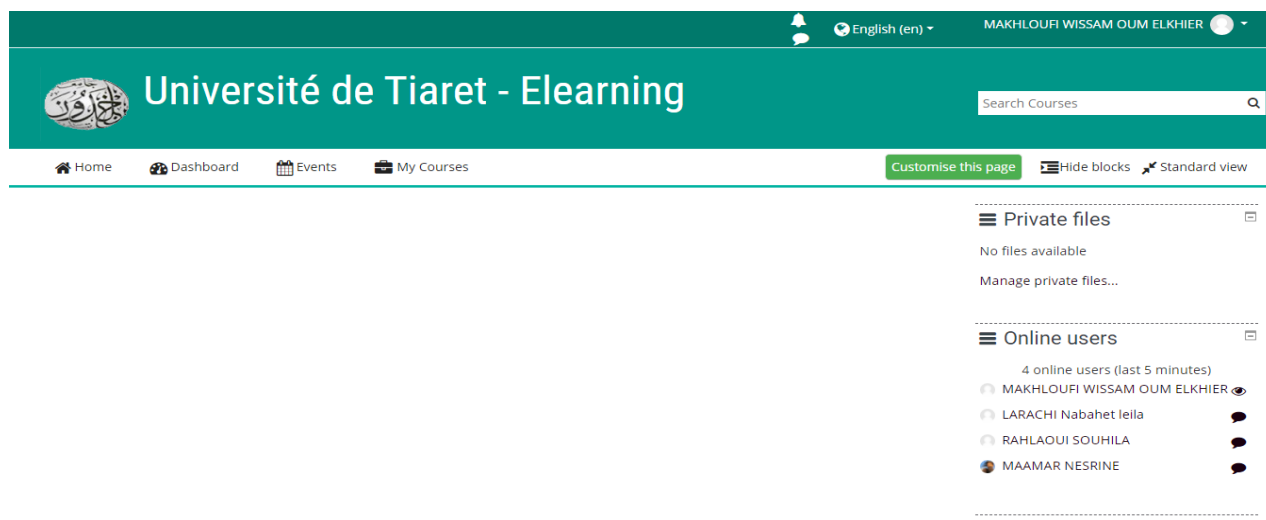 English (en)
MAKHLOUFI WISSAM OUM ELKHIER
Université de Tiaret - Elearning
Search Courses
Home
Dashboard
Events
My Courses
Customise this page
Hide blocks
Standard view
Private files
No files available
Manage private files...
Online users
4 online users (last 5 minutes)
MAKHLOUFI WISSAM OUM ELKHIER
LARACHI Nabahet leila
RAHLAOUI SOUHILA
MAAMAR NESRINE